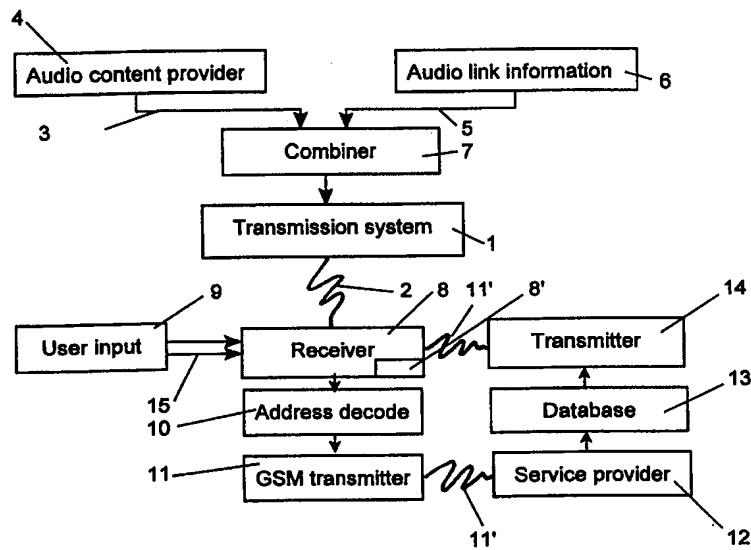 4
Audio content provider
Audio link information
6
3
5
Combiner
7
Transmission system
1
9
2
8
11'
8'
14
User input
Receiver
Transmitter
15
10
Address decode
Database
13
11
GSM transmitter
Service provider
11'
12